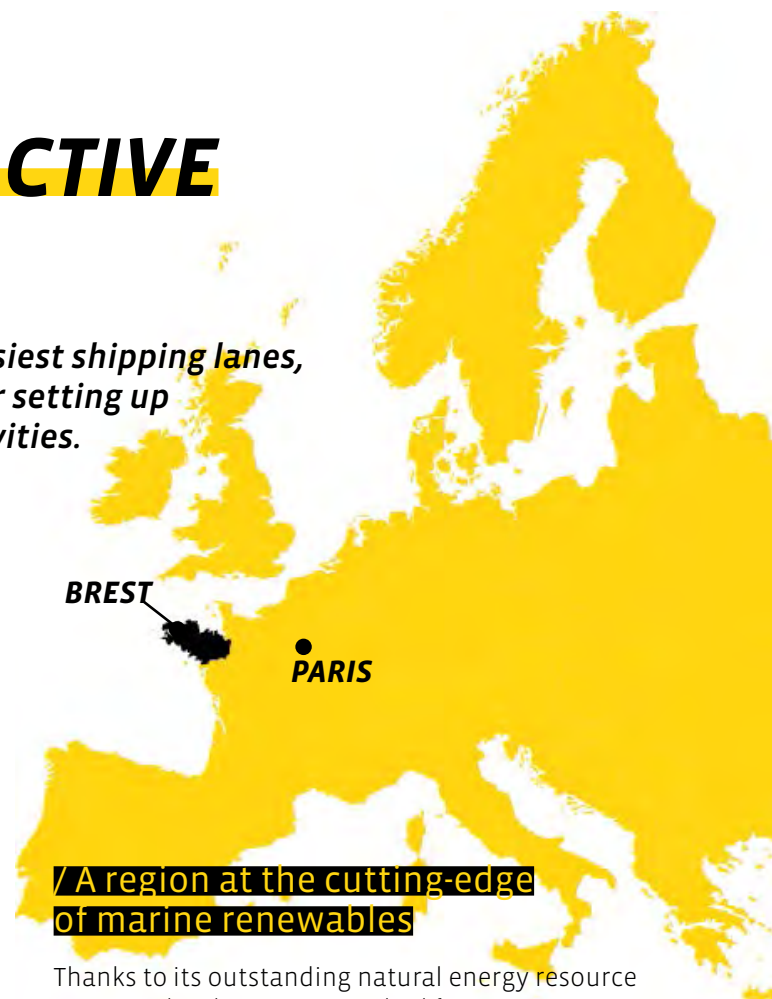 CTIVE
siest shipping lanes,
r setting up
vities.
BREST
PARIS
/ A region at the cutting-edge
of marine renewables
Thanks to its outstanding natural energy resource